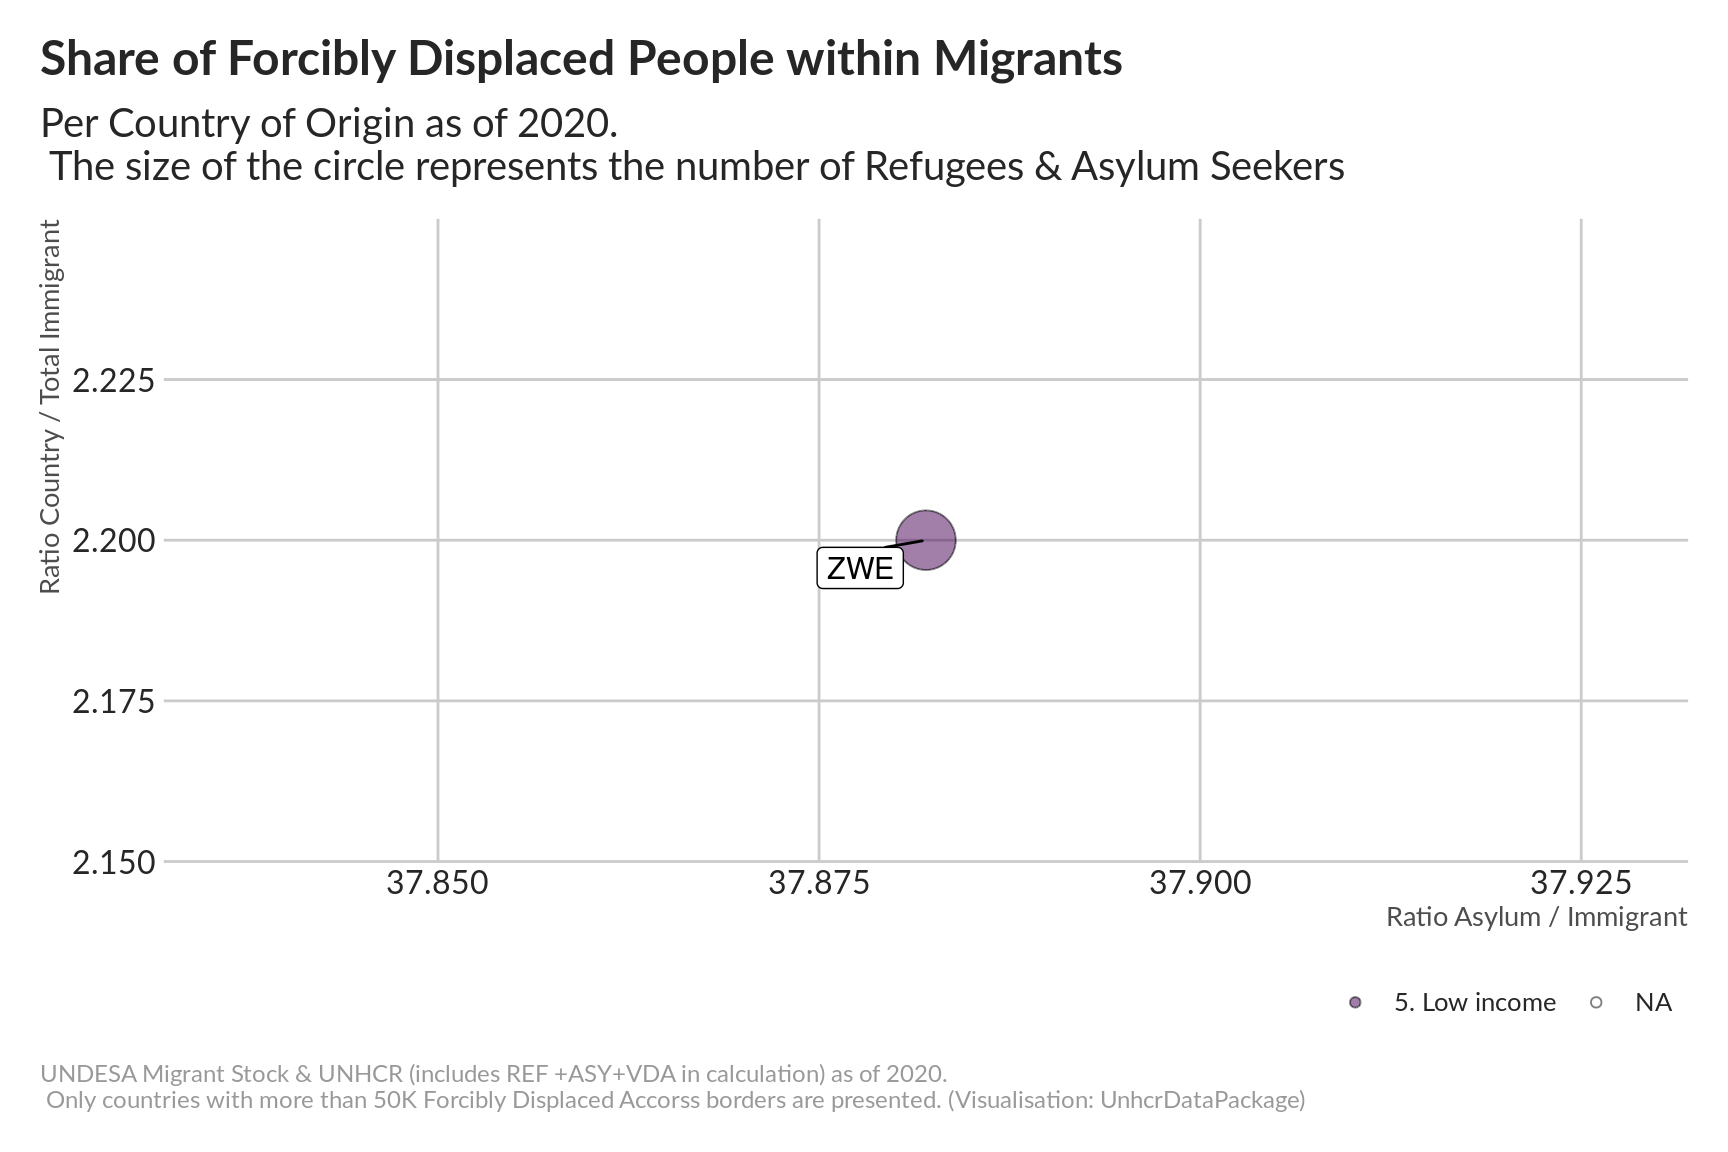 Share of Forcibly Displaced People within Migrants
Per Country of Origin as of 2020.
The size of the circle represents the number of Refugees & Asylum Seekers
Ratio Country / Total Immigrant
2.225
2.200
ZWE
2.175
2.150
37.850 37.875 37.900 37.925
Ratio Asylum / Immigrant
5. Low income NA
UNDESA Migrant Stock & UNHCR (includes REF +ASY+VDA in calculation) as of 2020.
Only countries with more than 50K Forcibly Displaced Accorss borders are presented. (Visualisation: UnhcrDataPackage)